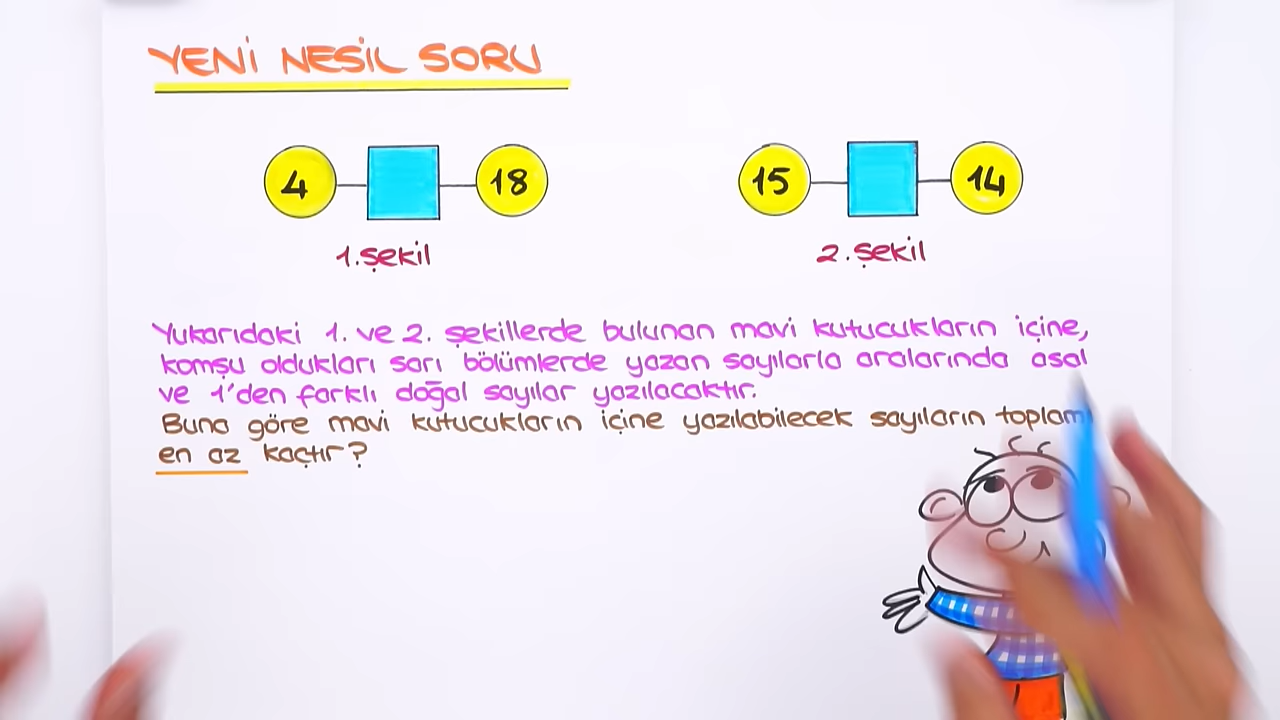 YENİ NESİL SORU
4 18 15 14
1.şekil 2.şekil
Yukarıdaki 1. ve 2. şekillerde bulunan mavi kutucukların içine,
komşu oldukları sarı bölümlerde yazan sayılarla aralarında asal
ve 1'den farklı doğal sayılar yazılacaktır.
Buna göre mavi kutucukların içine yazılabilecek sayıların toplamı
en az kaçtır?